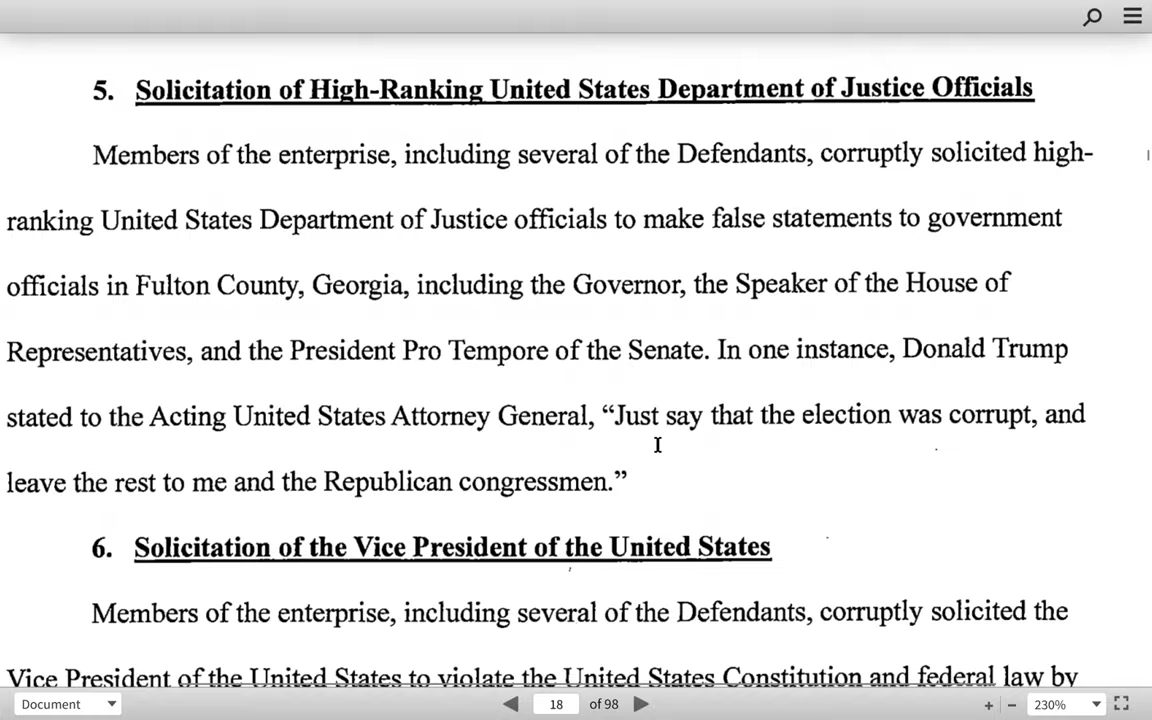 5. Solicitation of High-Ranking United States Department of Justice Officials
Members of the enterprise, including several of the Defendants, corruptly solicited high-
ranking United States Department of Justice officials to make false statements to government
officials in Fulton County, Georgia, including the Governor, the Speaker of the House of
Representatives, and the President Pro Tempore of the Senate. In one instance, Donald Trump
stated to the Acting United States Attorney General, “Just say that the election was corrupt, and
leave the rest to me and the Republican congressmen.”
6. Solicitation of the Vice President of the United States
Members of the enterprise, including several of the Defendants, corruptly solicited the
Vice President of the United States to violate the United States Constitution and federal law by
Document 18 of 98 + − 230%